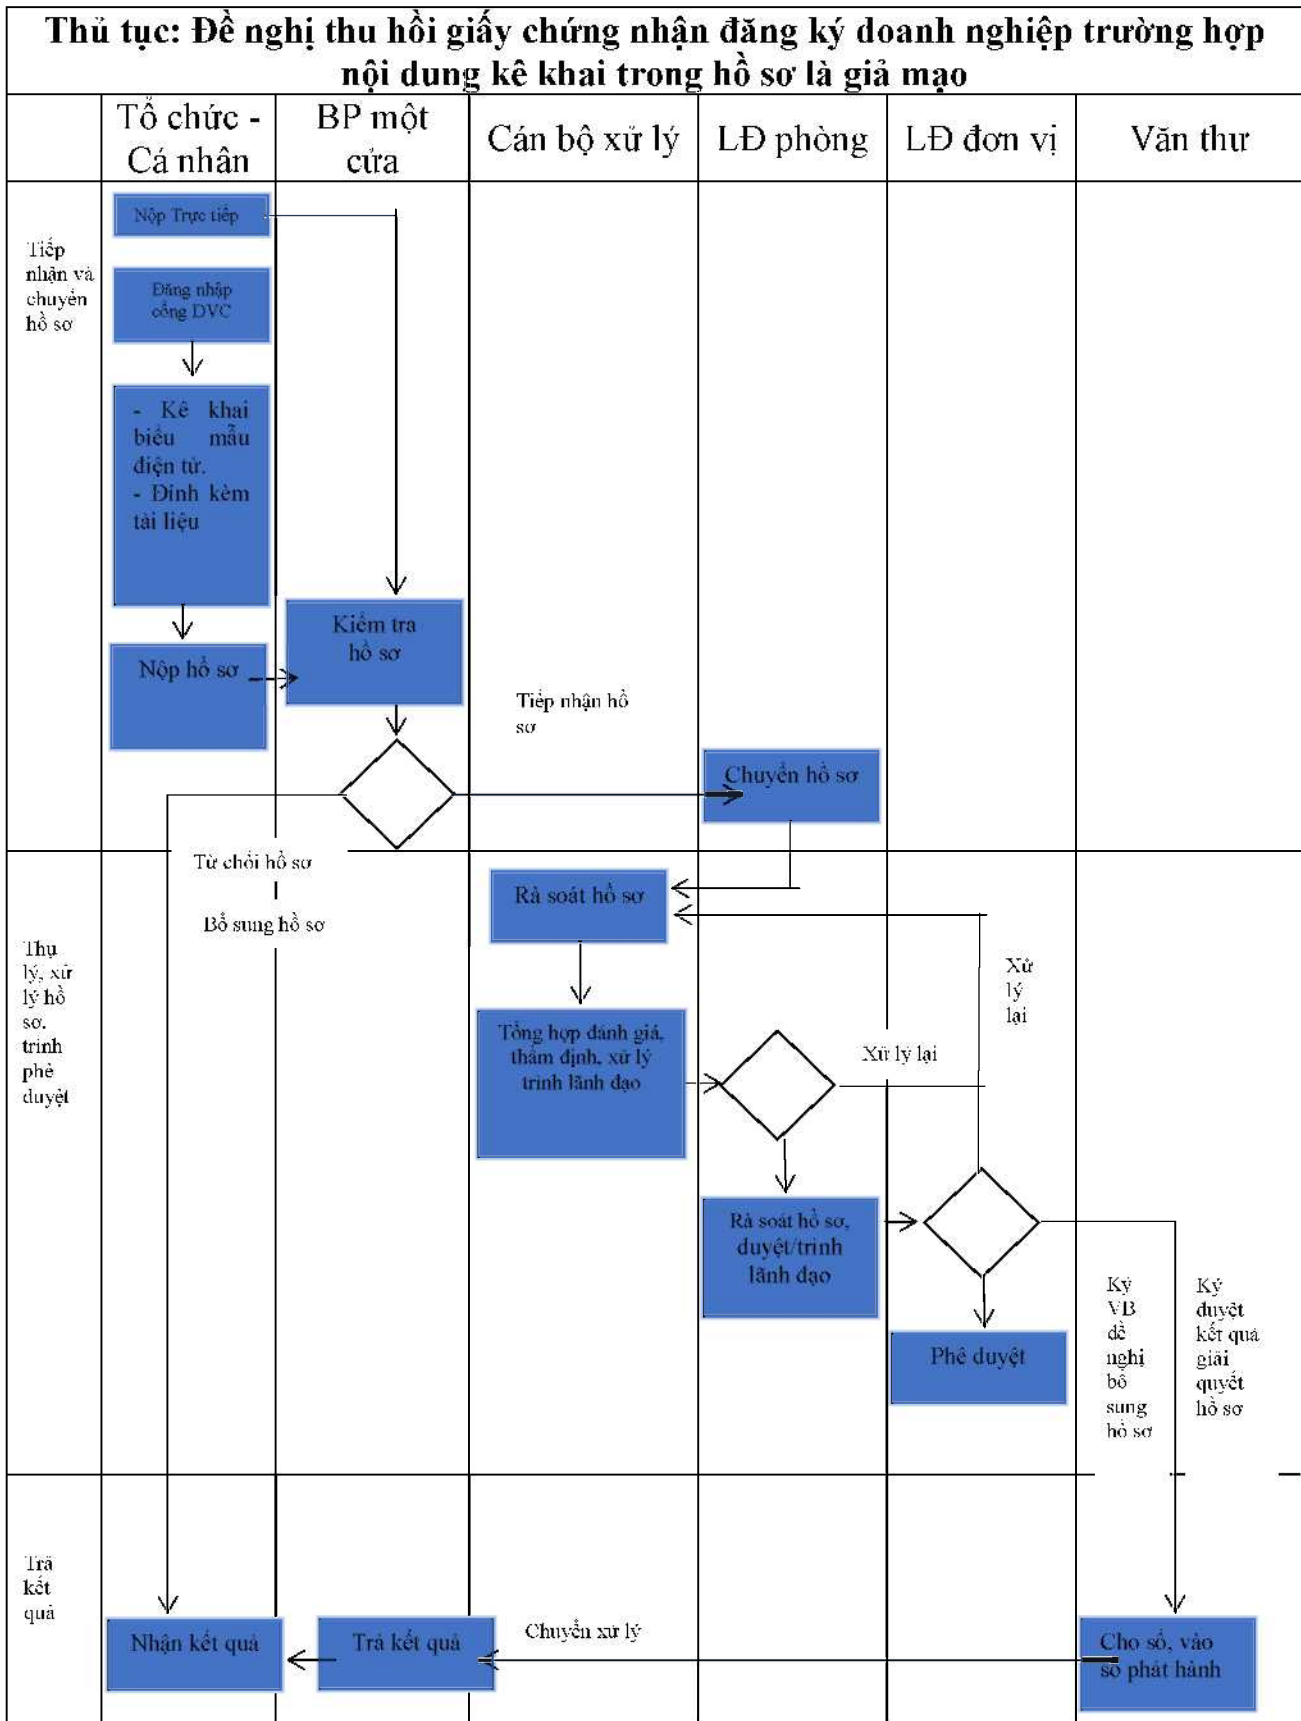 Thủ tục: Đề nghị thu hồi giấy chứng nhận đăng ký doanh nghiệp trường hợp
nội dung kê khai trong hồ sơ là giả mạo
Tổ chức -
Cá nhân
BP một
cửa
Cán bộ xử lý
LĐ phòng
LĐ đơn vị
Văn thư
Tiếp
nhận và
chuyển
hồ sơ
Nộp Trực tiếp
Đăng nhập
cổng DVC
- Kê khai
biểu mẫu
điện tử.
- Đính kèm
tài liệu
Nộp hồ sơ
Kiểm tra
hồ sơ
Tiếp nhận hồ
sơ
Chuyển hồ sơ
Từ chối hồ sơ
Bổ sung hồ sơ
Thụ
lý, xử
lý hồ
sơ.
trình
phê
duyệt
Rà soát hồ sơ
Tổng hợp đánh giá,
thẩm định, xử lý
trình lãnh đạo
Xử lý lại
Xử
lý
lại
Rà soát hồ sơ,
duyệt/trình
lãnh đạo
Phê duyệt
Ký
VB
đề
nghị
bổ
sung
hồ sơ
Ký
duyệt
kết quả
giải
quyết
hồ sơ
Trả
kết
quả
Nhận kết quả
Trả kết quả
Chuyển xử lý
Cho số, vào
sổ phát hành